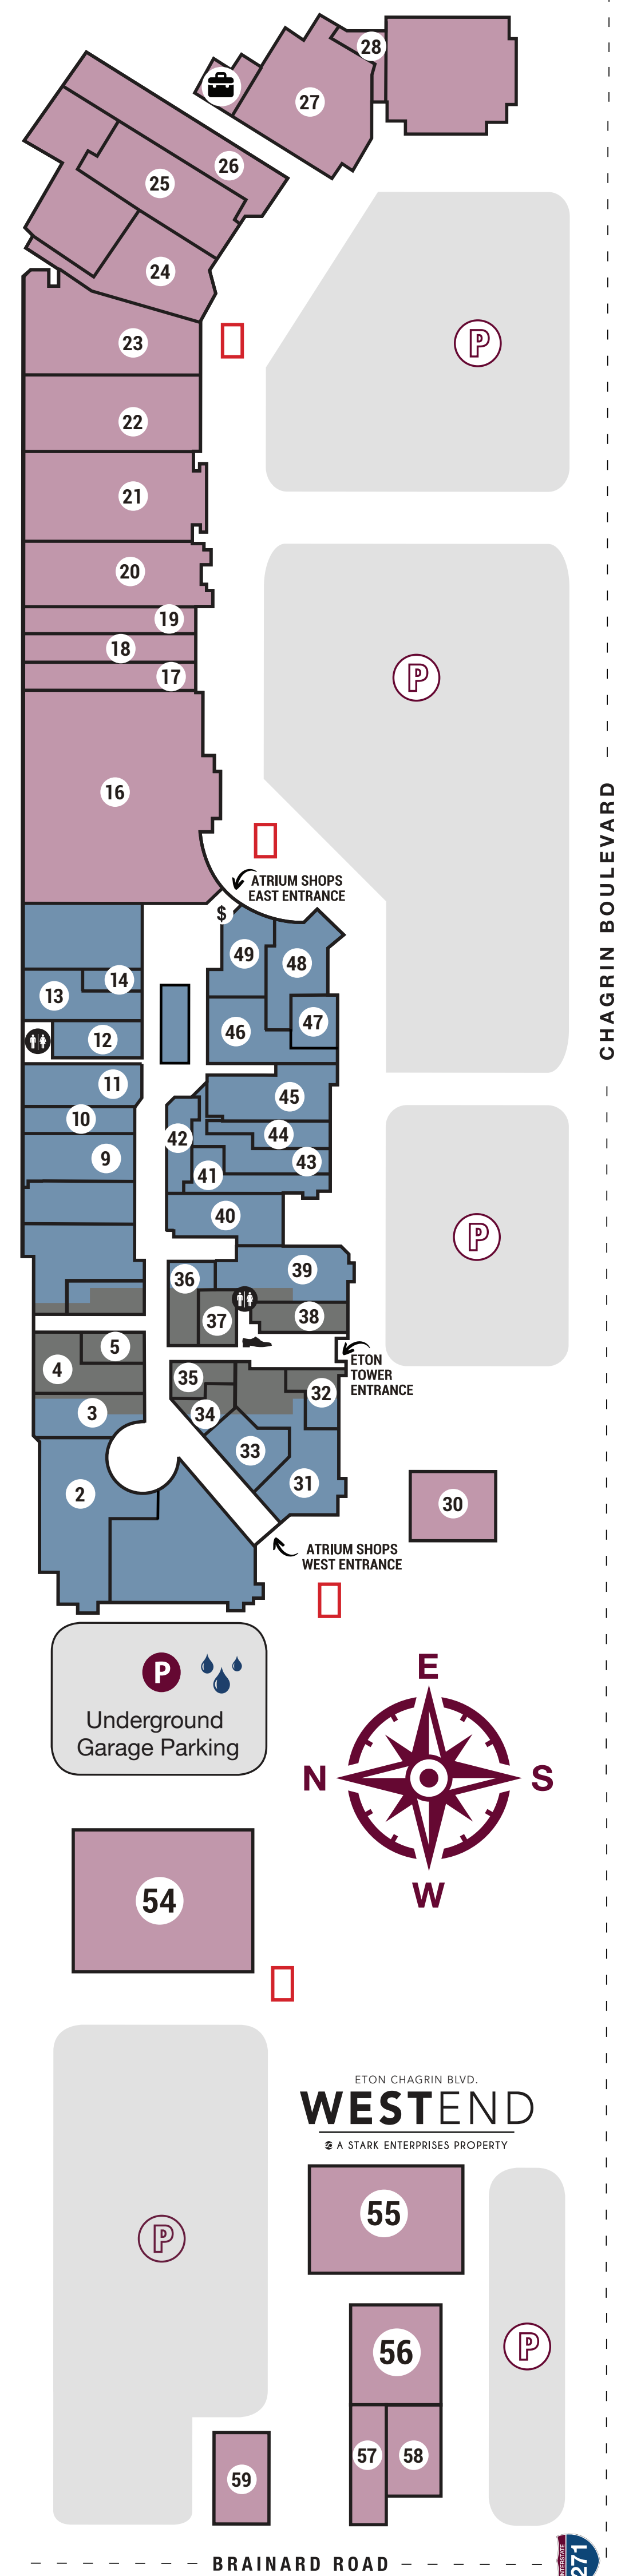 28
27
26
25
24
23
P
22
21
20
19
18
17
P
16
ATRIUM SHOPS
EAST ENTRANCE
$
49
48
14
13
47
46
12
11
45
10
44
42
9
43
41
40
P
39
36
38
37
5
4
ETON
TOWER
ENTRANCE
35
32
34
3
33
31
2
30
ATRIUM SHOPS
WEST ENTRANCE
CHAGRIN BOULEVARD
P
Underground
Garage Parking
E
N
S
W
54
ETON CHAGRIN BLVD.
WESTEND
A STARK ENTERPRISES PROPERTY
55
P
56
P
57
58
59
BRAINARD ROAD
INTERSTATE
271